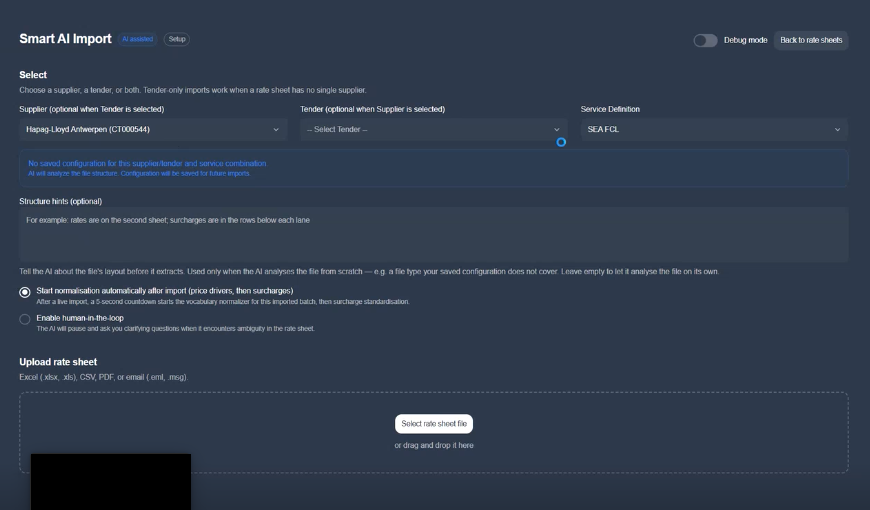 Smart AI Import AI assisted Setup Debug mode Back to rate sheets
Select
Choose a supplier, a tender, or both. Tender-only imports work when a rate sheet has no single supplier.
Supplier (optional when Tender is selected) Tender (optional when Supplier is selected) Service Definition
Hapag-Lloyd Antwerpen (CT000544) -- Select Tender -- SEA FCL
No saved configuration for this supplier/tender and service combination
AI will analyze the file structure. Configuration will be saved for future imports.
Structure hints (optional)
For example: rates are on the second sheet; surcharges are in the rows below each lane
Tell the AI about the file's layout before it extracts. Used only when the AI analyses the file from scratch — e.g. a file type your saved configuration does not cover. Leave empty to let it analyse the file on its own.
Start normalisation automatically after import (price drivers, then surcharges)
After a live import, a 5-second countdown starts the vocabulary normalizer for this imported batch, then surcharge standardisation.
Enable human-in-the-loop
The AI will pause and ask you clarifying questions when it encounters ambiguity in the rate sheet.
Upload rate sheet
Excel (.xlsx, .xls), CSV, PDF, or email (.eml, .msg).
Select rate sheet file
or drag and drop it here